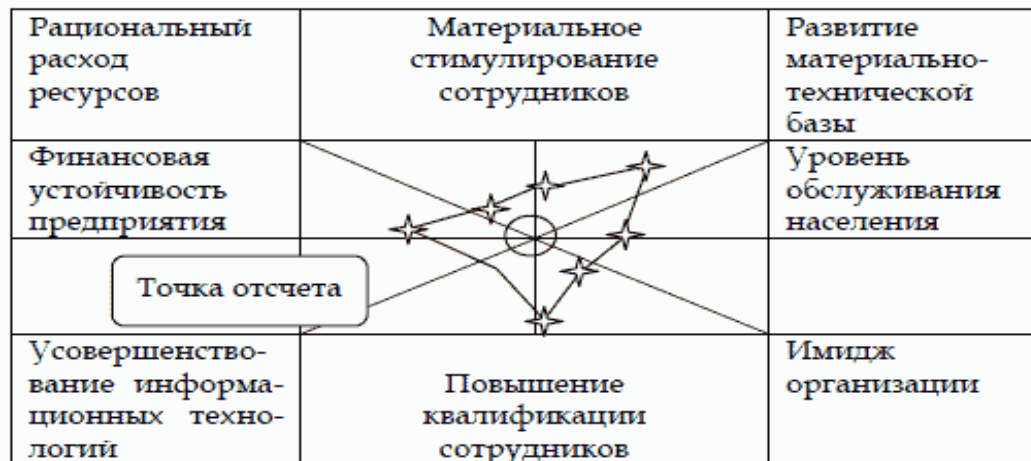 Рациональный
расход
ресурсов
Материальное
стимулирование
сотрудников
Развитие
материально-
технической
базы
Финансовая
устойчивость
предприятия
Уровень
обслуживания
населения
Точка отсчета
Усовершенство-
вание информа-
ционных техно-
логий
Повышение
квалификации
сотрудников
Имидж
организации